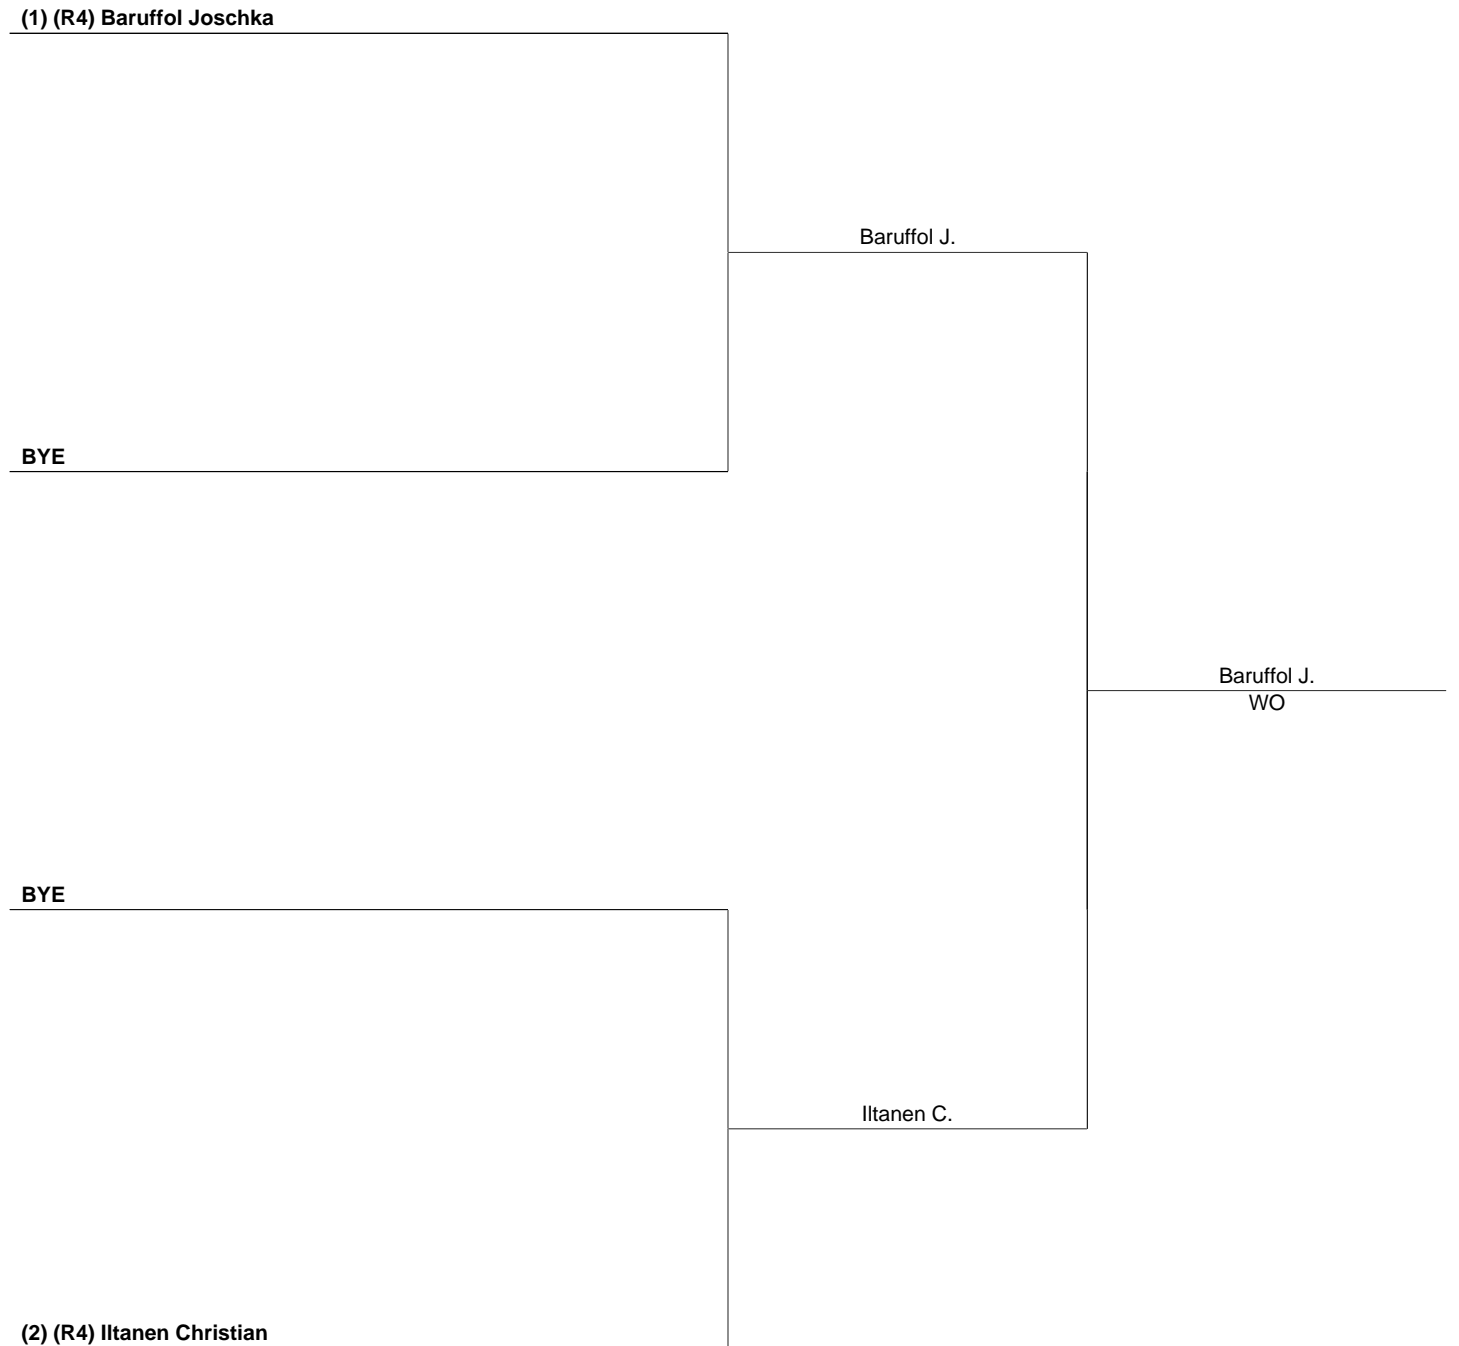 (1) (R4) Baruffol Joschka
Baruffol J.
BYE
Baruffol J.
WO
BYE
Iltanen C.
(2) (R4) Iltanen Christian